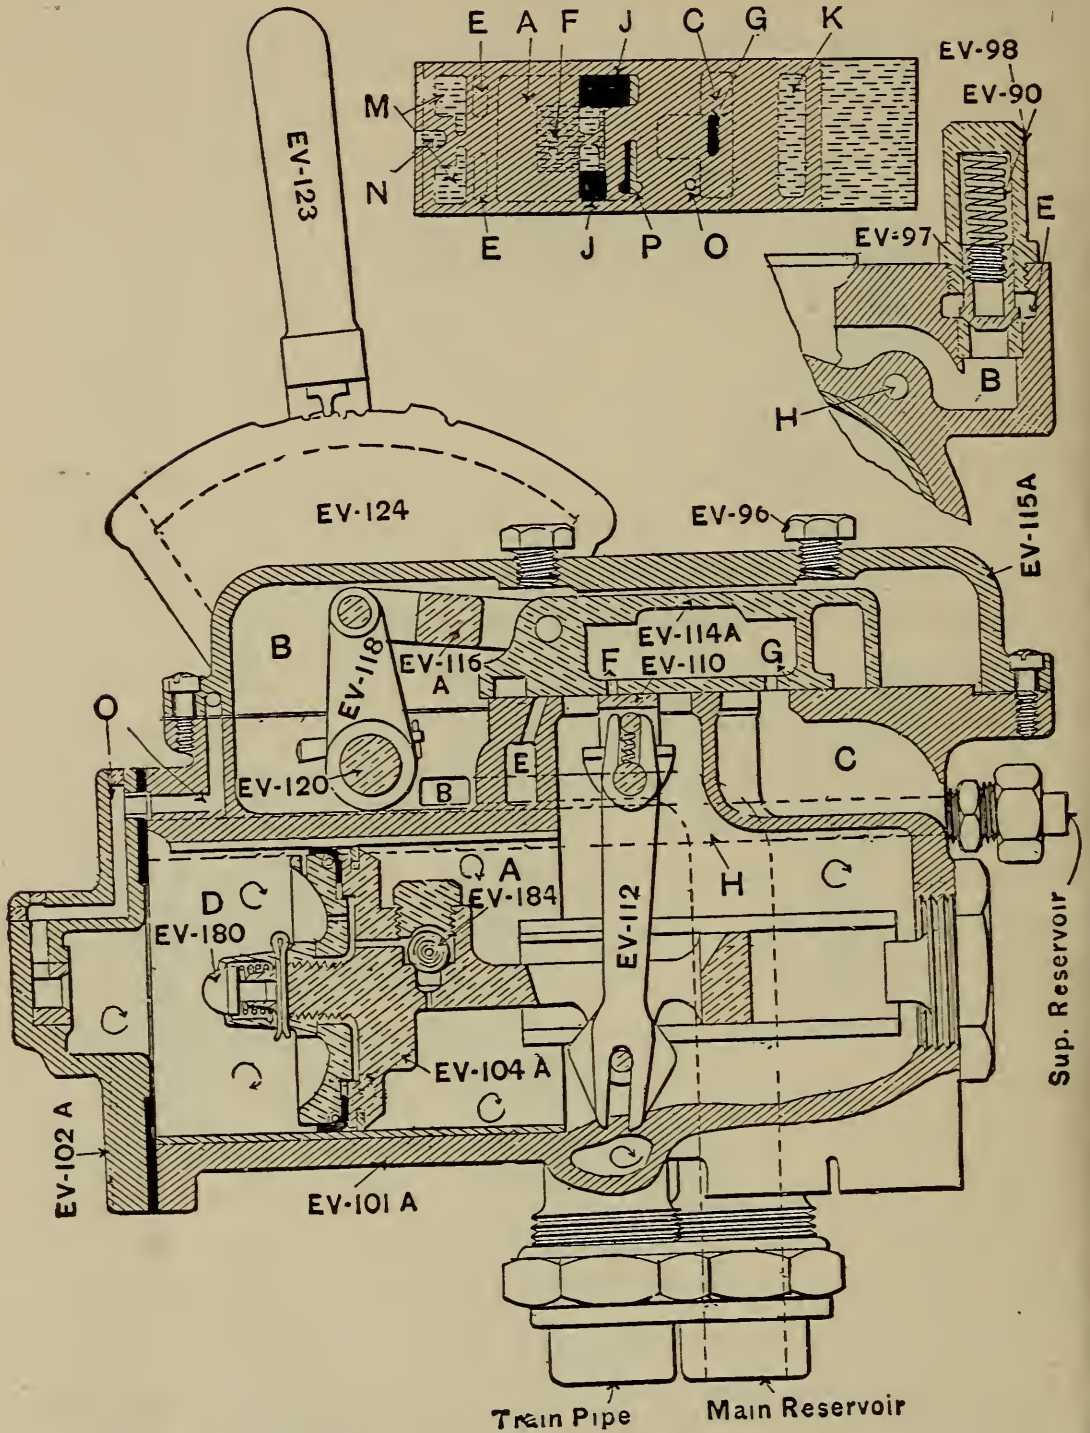 E A F J C G K
EV-98
EV-90
M
EV-123
N
E J P O
EV-97
E
B
H
EV-124
EV-96
EV-115A
B
EV-118
EV-116
A
EV-114A
EV-110
F
G
O
E
C
EV-120
B
A
H
D
EV-184
EV-180
EV-112
Sup. Reservoir
EV-104 A
EV-102 A
EV-101 A
Train Pipe
Main Reservoir